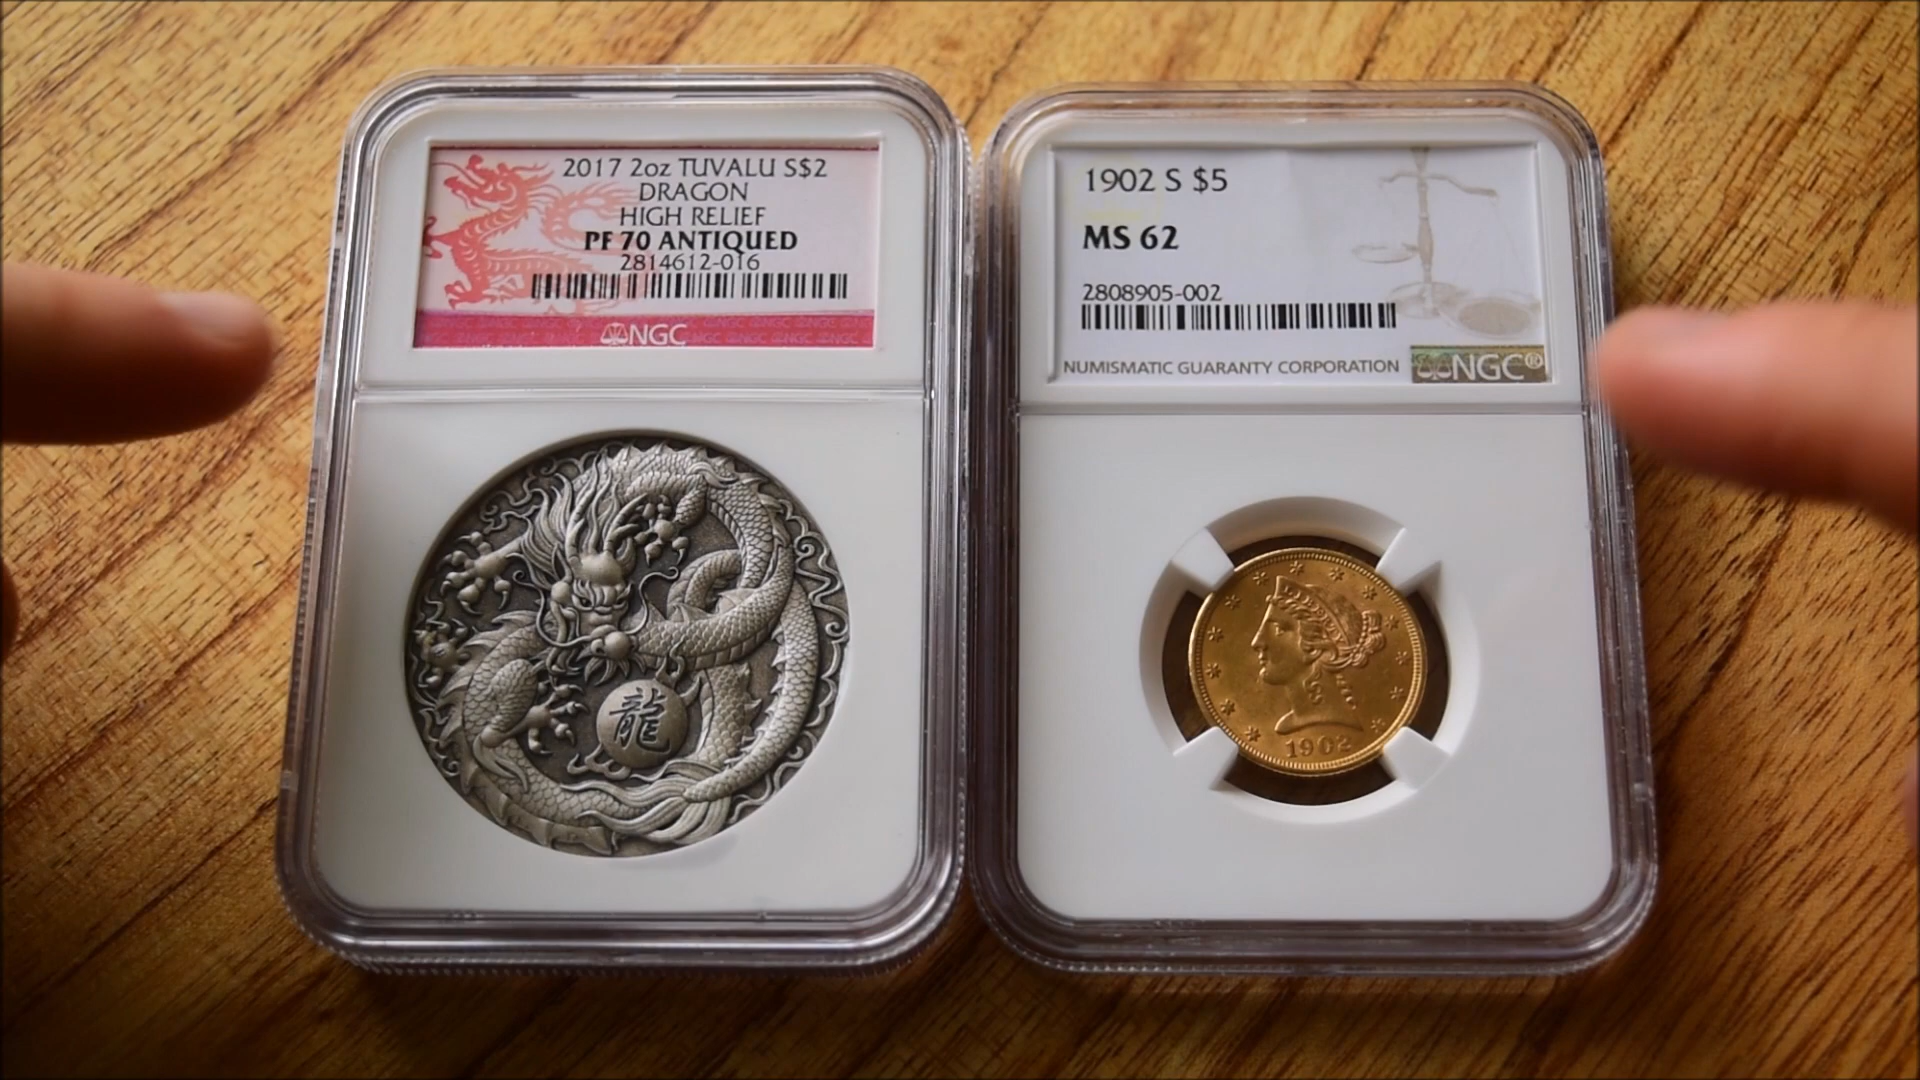 2017 2oz TUVALU S$2
DRAGON
HIGH RELIEF
PF 70 ANTIQUED
2814612-016
NGC
龍
1902 S $5
MS 62
2808905-002
NUMISMATIC GUARANTY CORPORATION
NGC®
1902